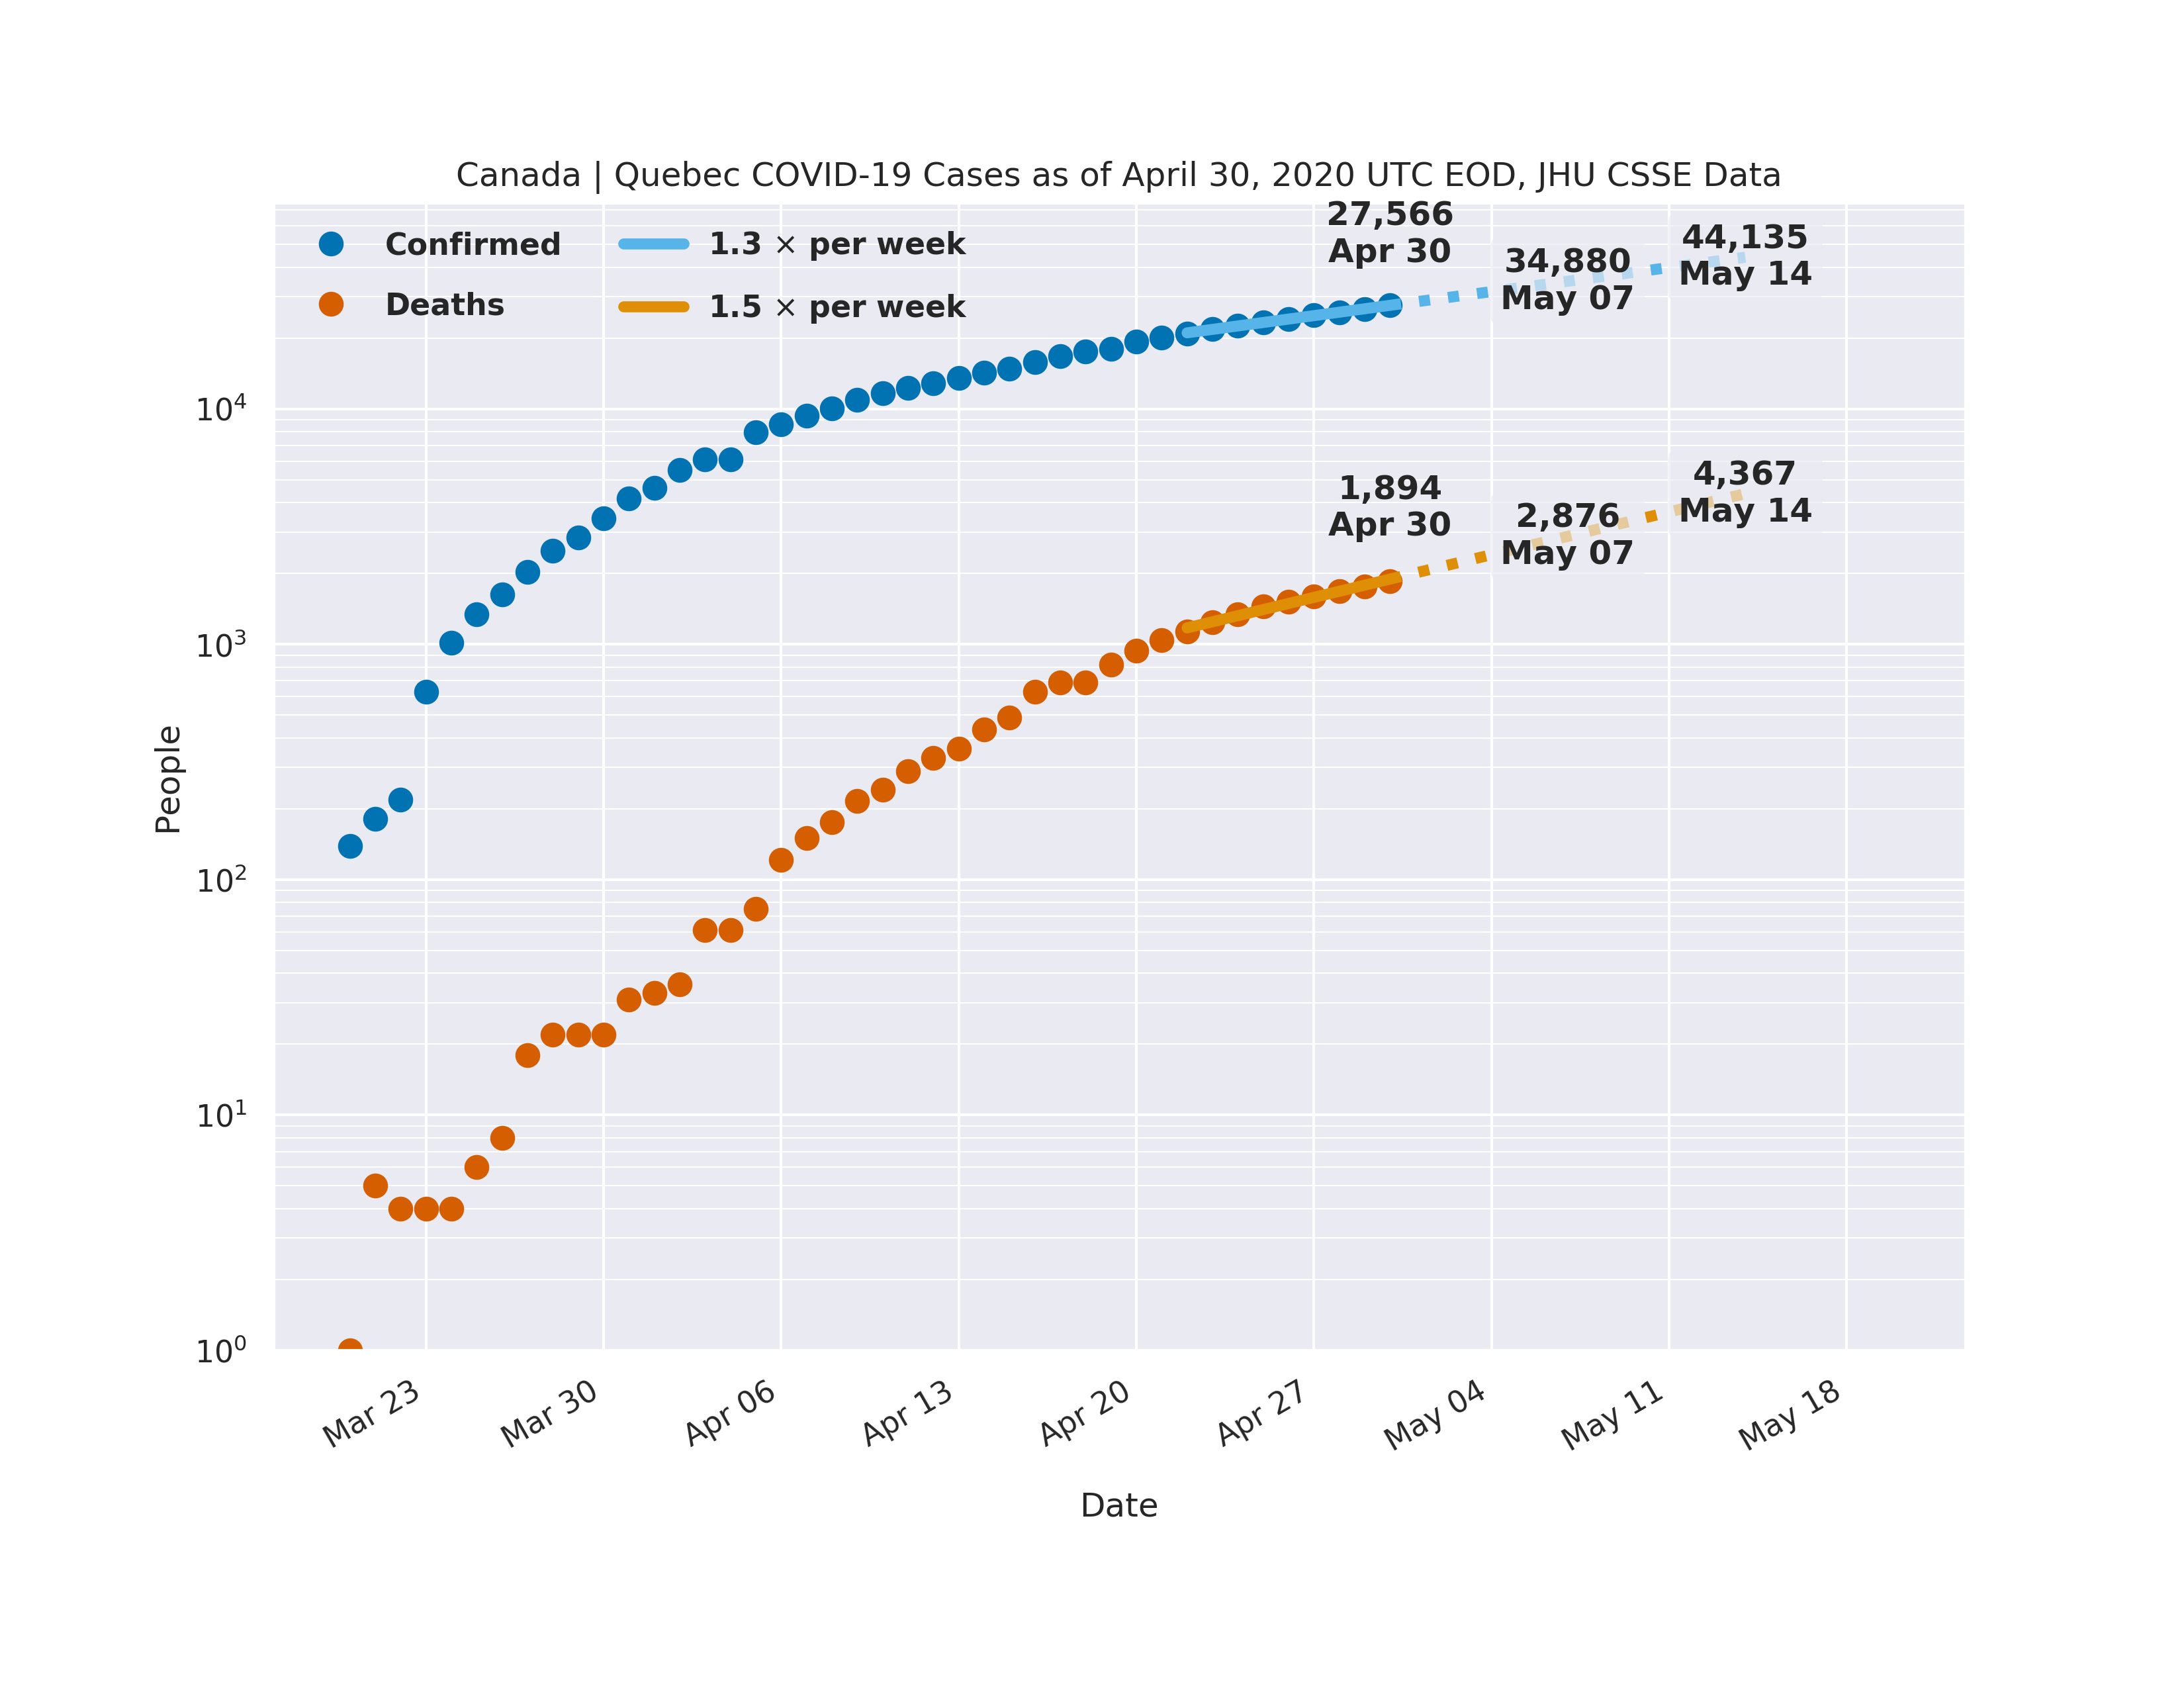 Canada | Quebec COVID-19 Cases as of April 30, 2020 UTC EOD, JHU CSSE Data
Confirmed
Deaths
1.3 × per week
1.5 × per week
27,566
Apr 30
34,880
May 07
44,135
May 14
1,894
Apr 30
2,876
May 07
4,367
May 14
People
10⁴
10³
10²
10¹
10⁰
Mar 23
Mar 30
Apr 06
Apr 13
Apr 20
Apr 27
May 04
May 11
May 18
Date